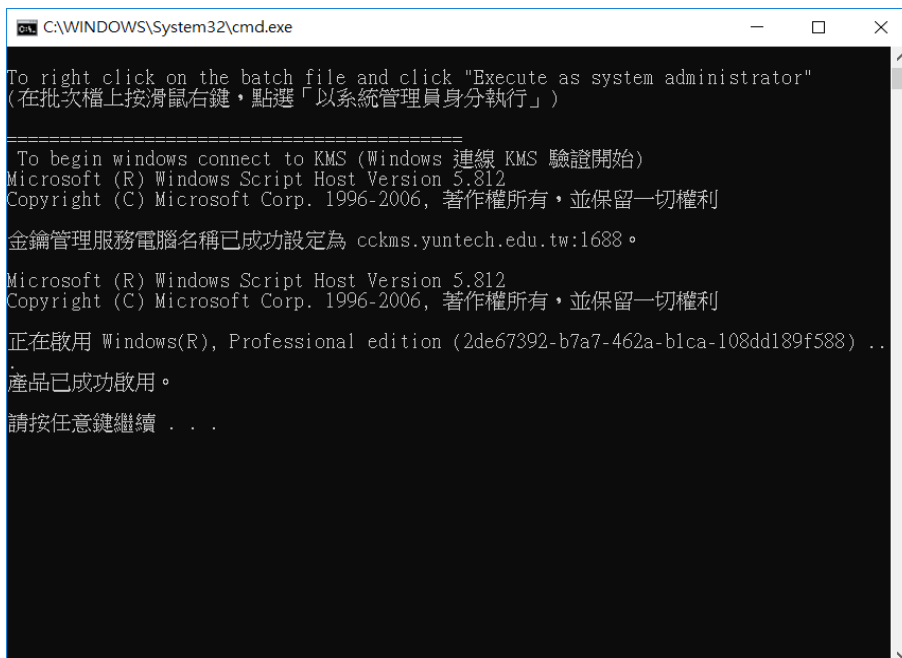 C:\WINDOWS\System32\cmd.exe
To right click on the batch file and click "Execute as system administrator"
(在批次檔上按滑鼠右鍵，點選「以系統管理員身分執行」)
===========================================
To begin windows connect to KMS (Windows 連線 KMS 驗證開始)
Microsoft (R) Windows Script Host Version 5.812
Copyright (C) Microsoft Corp. 1996-2006, 著作權所有，並保留一切權利
金鑰管理服務電腦名稱已成功設定為 cckms.yuntech.edu.tw:1688。
Microsoft (R) Windows Script Host Version 5.812
Copyright (C) Microsoft Corp. 1996-2006, 著作權所有，並保留一切權利
正在啟用 Windows(R), Professional edition (2de67392-b7a7-462a-b1ca-108dd189f588) ..
.
產品已成功啟用。
請按任意鍵繼續 . . .